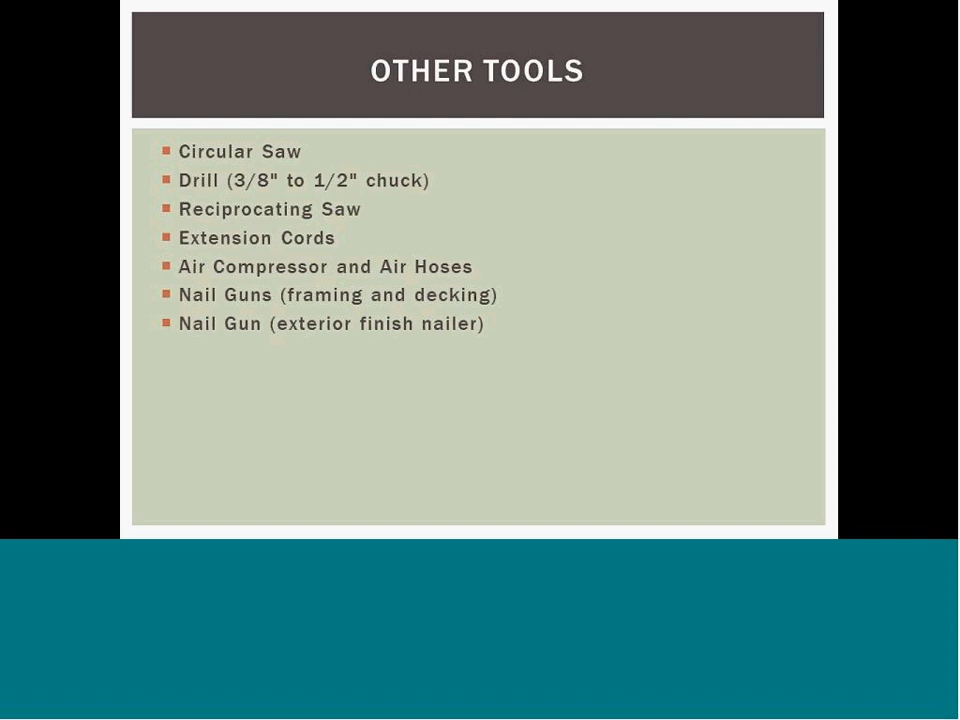 OTHER TOOLS
Circular Saw
Drill (3/8" to 1/2" chuck)
Reciprocating Saw
Extension Cords
Air Compressor and Air Hoses
Nail Guns (framing and decking)
Nail Gun (exterior finish nailer)